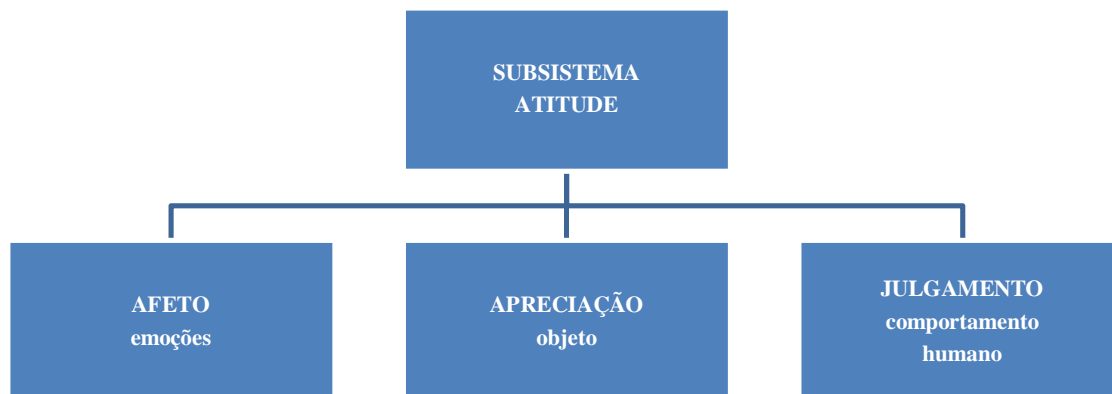 SUBSISTEMA
ATITUDE
AFETO
emoções
APRECIAÇÃO
objeto
JULGAMENTO
comportamento
humano